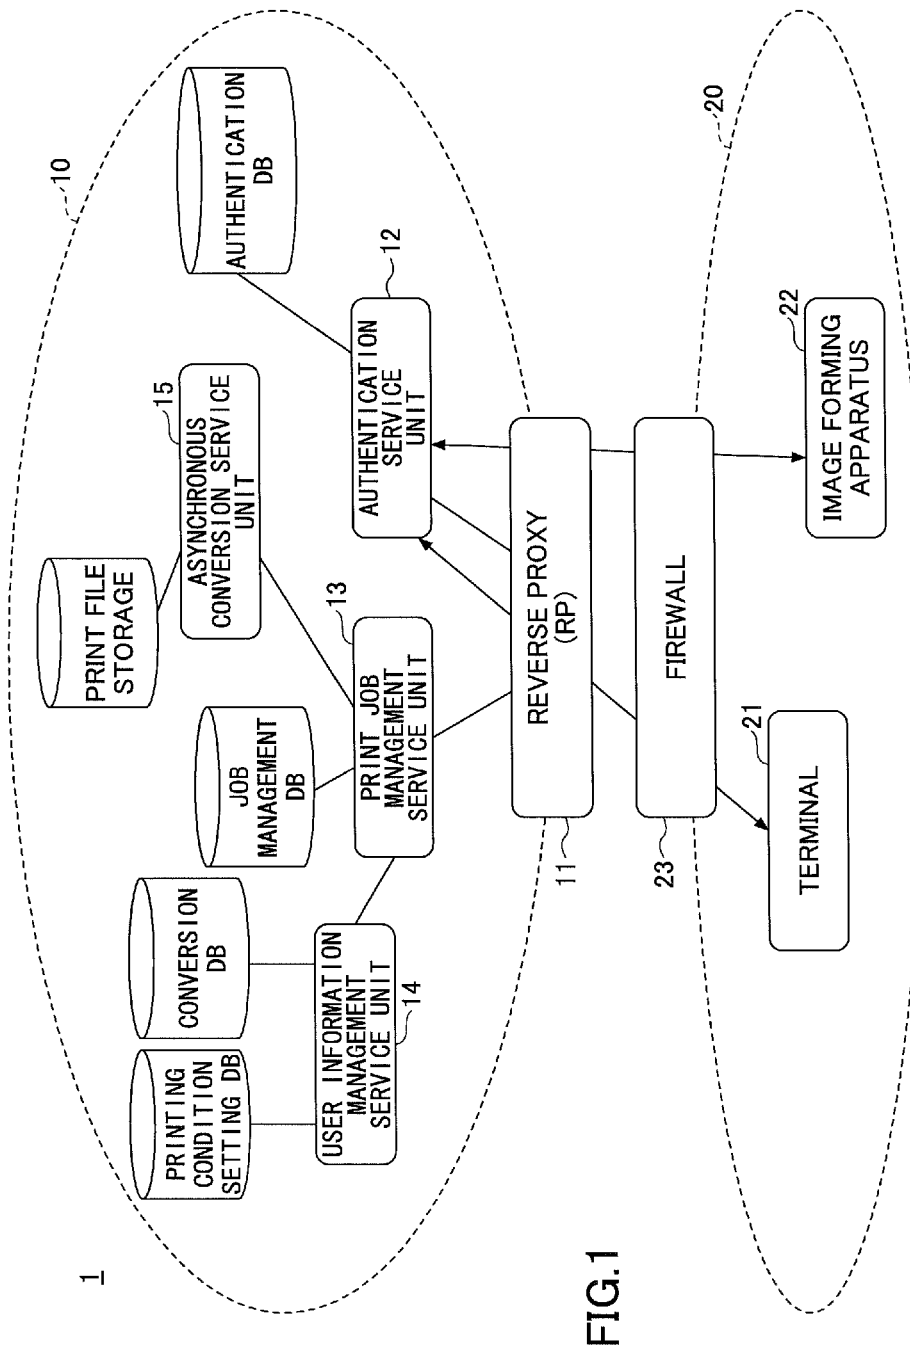 FIG.1
1
10
PRINTING
CONDITION
SETTING DB
CONVERSION
DB
JOB
MANAGEMENT
DB
PRINT FILE
STORAGE
AUTHENTICATION
DB
USER INFORMATION
MANAGEMENT
SERVICE UNIT
14
PRINT JOB
MANAGEMENT
SERVICE UNIT
13
ASYNCHRONOUS
CONVERSION SERVICE
UNIT
15
AUTHENTICATION
SERVICE
UNIT
12
REVERSE PROXY
(RP)
11
FIREWALL
23
20
TERMINAL
21
IMAGE FORMING
APPARATUS
22